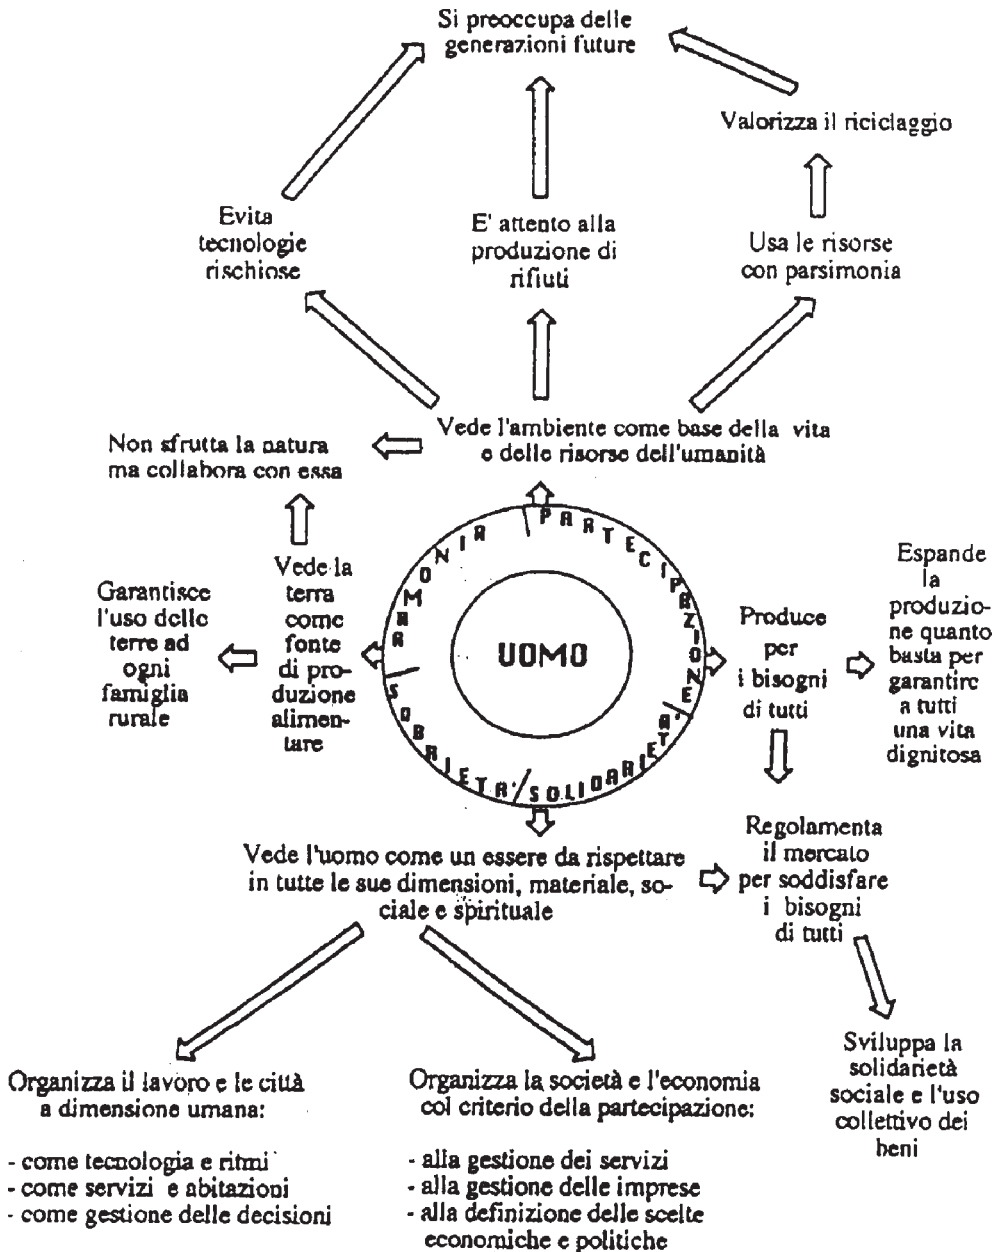 Si preoccupa delle
generazioni future
Valorizza il riciclaggio
Evita
tecnologie
rischiose
E' attento alla
produzione di
rifiuti
Usa le risorse
con parsimonia
Vede l'ambiente come base della vita
e delle risorse dell'umanità
Non sfrutta la natura
ma collabora con essa
Garantisce
l'uso delle
terre ad
ogni
famiglia
rurale
Vede la
terra
come
fonte
di pro-
duzione
alimen-
tare
ARMONIA / PARTECIPAZIONE / SOLIDARIETA' / SOBRIETA' /
UOMO
Produce
per
i bisogni
di tutti
Espande
la
produzio-
ne quanto
basta per
garantire
a tutti
una vita
dignitosa
Vede l'uomo come un essere da rispettare
in tutte le sue dimensioni, materiale, so-
ciale e spirituale
Regolamenta
il mercato
per soddisfare
i bisogni
di tutti
Organizza il lavoro e le città
a dimensione umana:
- come tecnologia e ritmi
- come servizi e abitazioni
- come gestione delle decisioni
Organizza la società e l'economia
col criterio della partecipazione:
- alla gestione dei servizi
- alla gestione delle imprese
- alla definizione delle scelte
economiche e politiche
Sviluppa la
solidarietà
sociale e l'uso
collettivo dei
beni